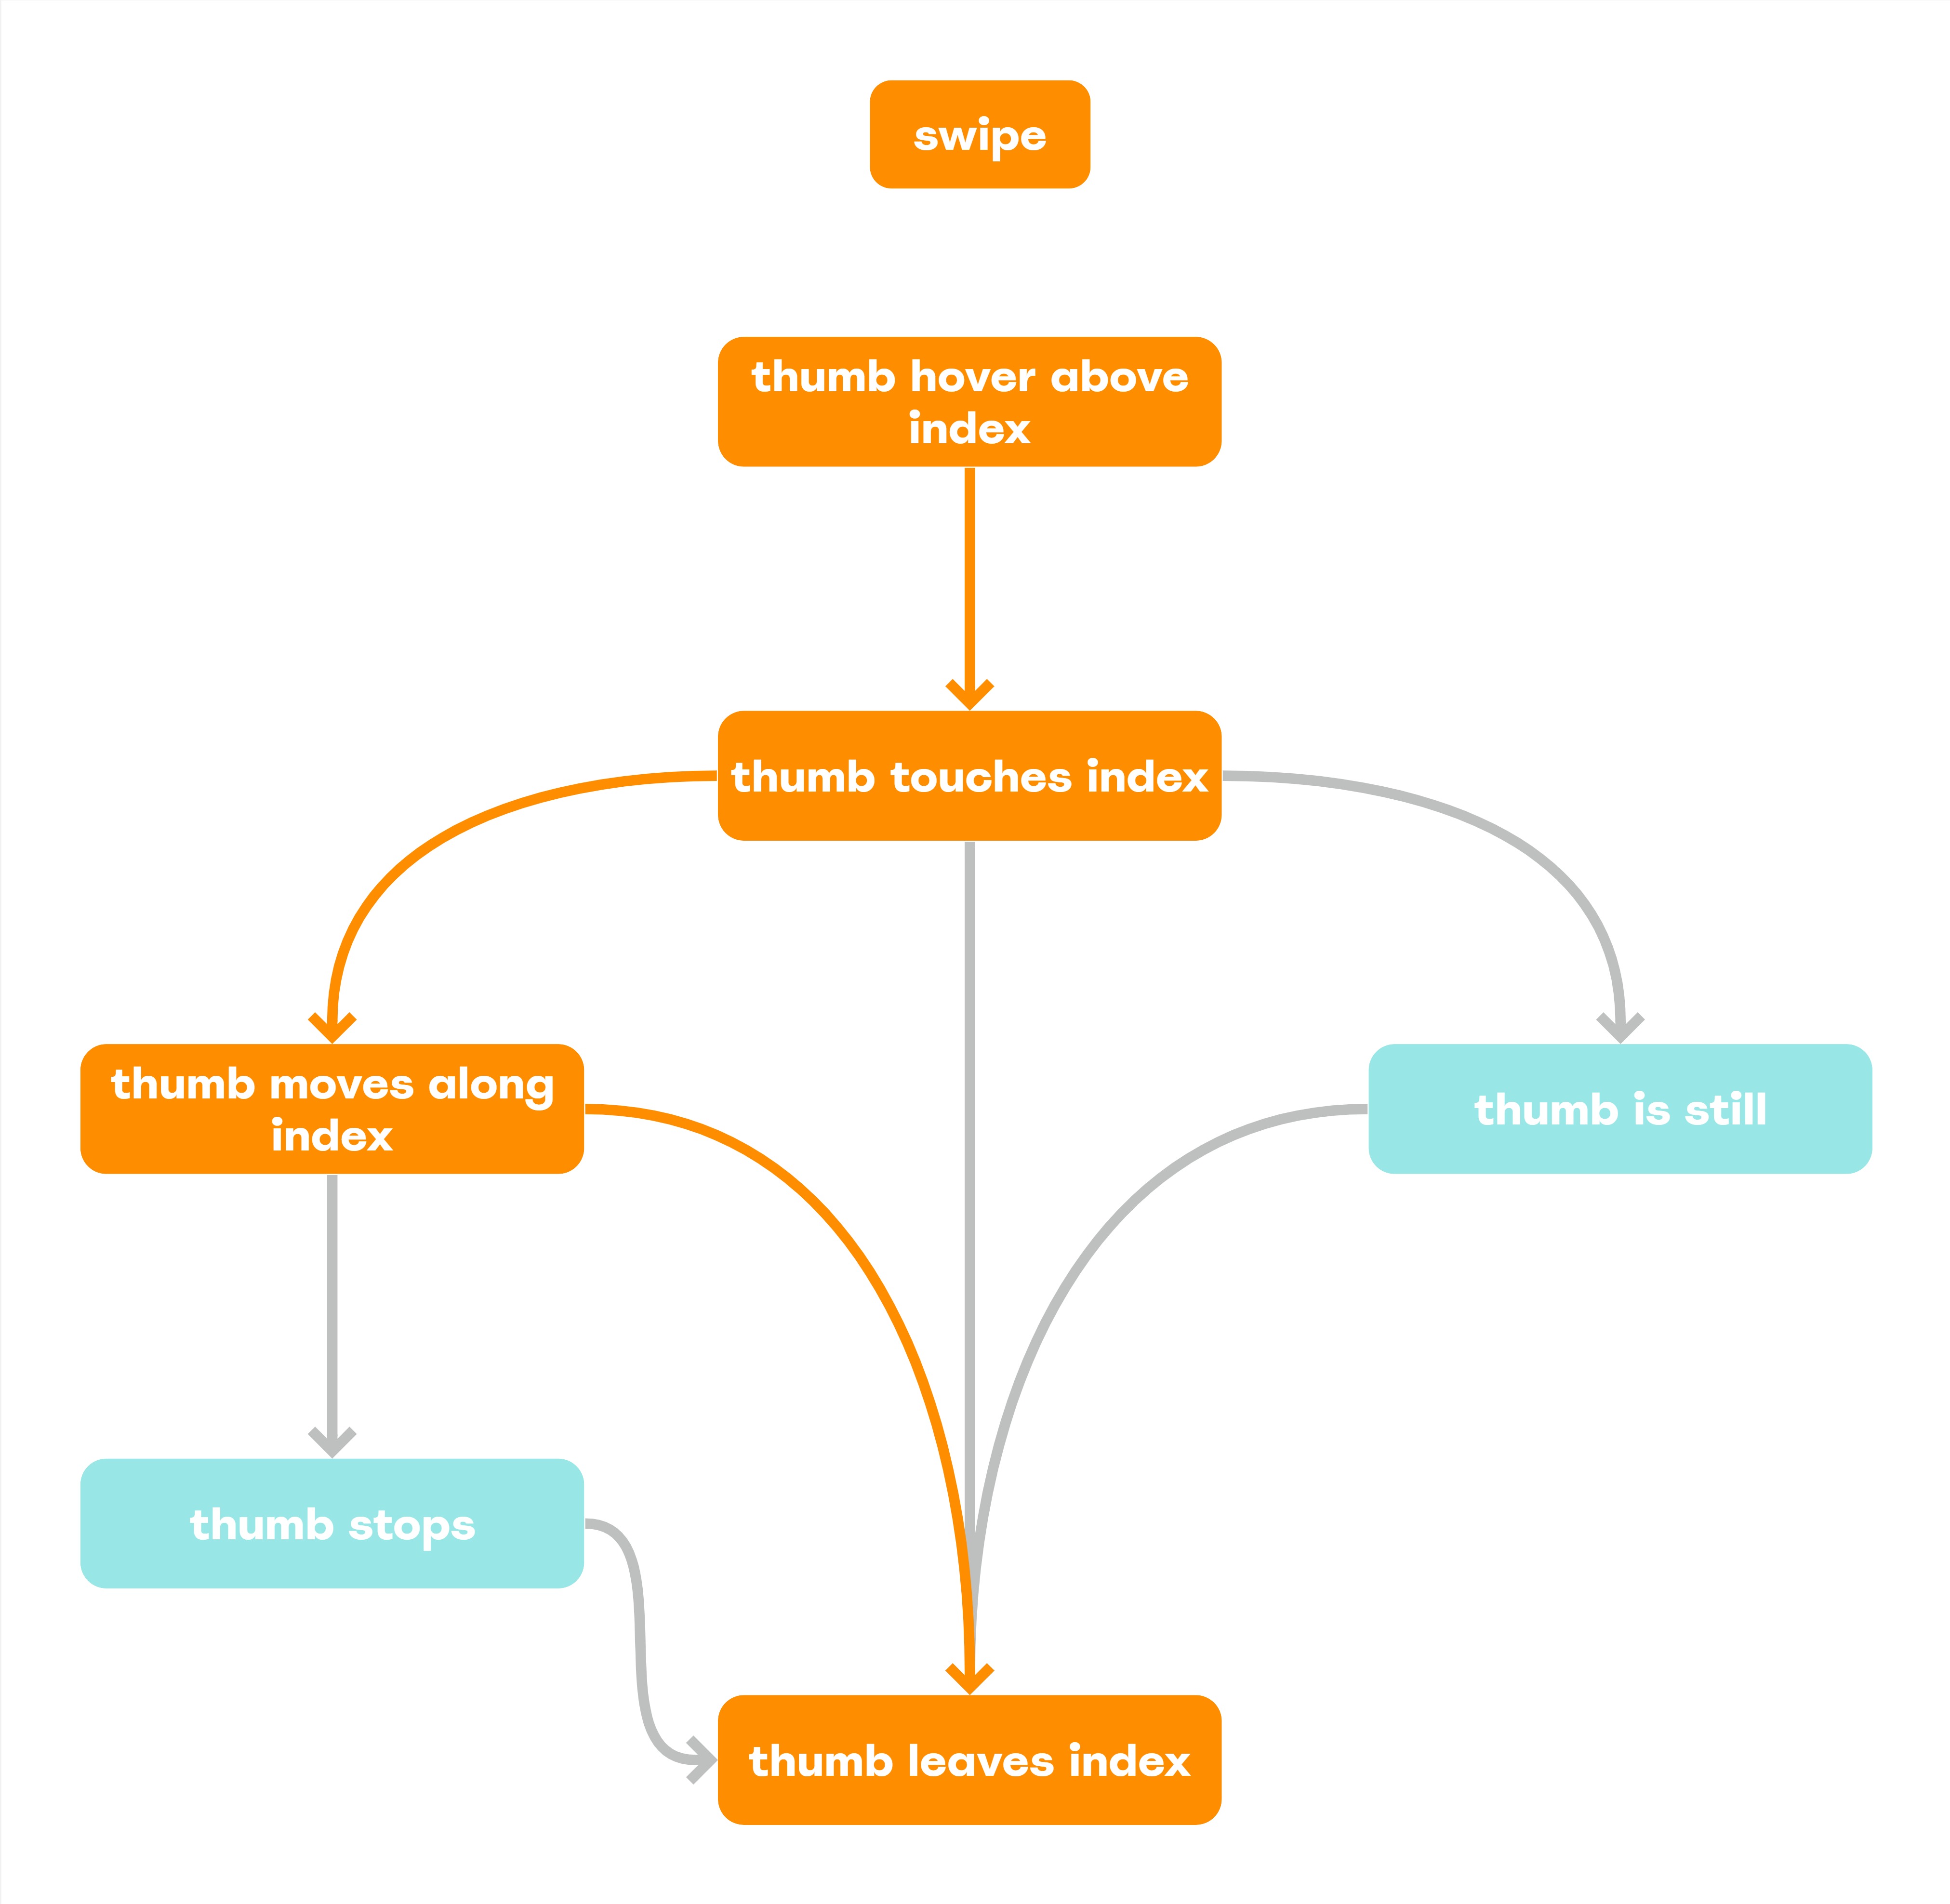 swipe
thumb hover above
index
thumb touches index
thumb moves along
index
thumb is still
thumb stops
thumb leaves index